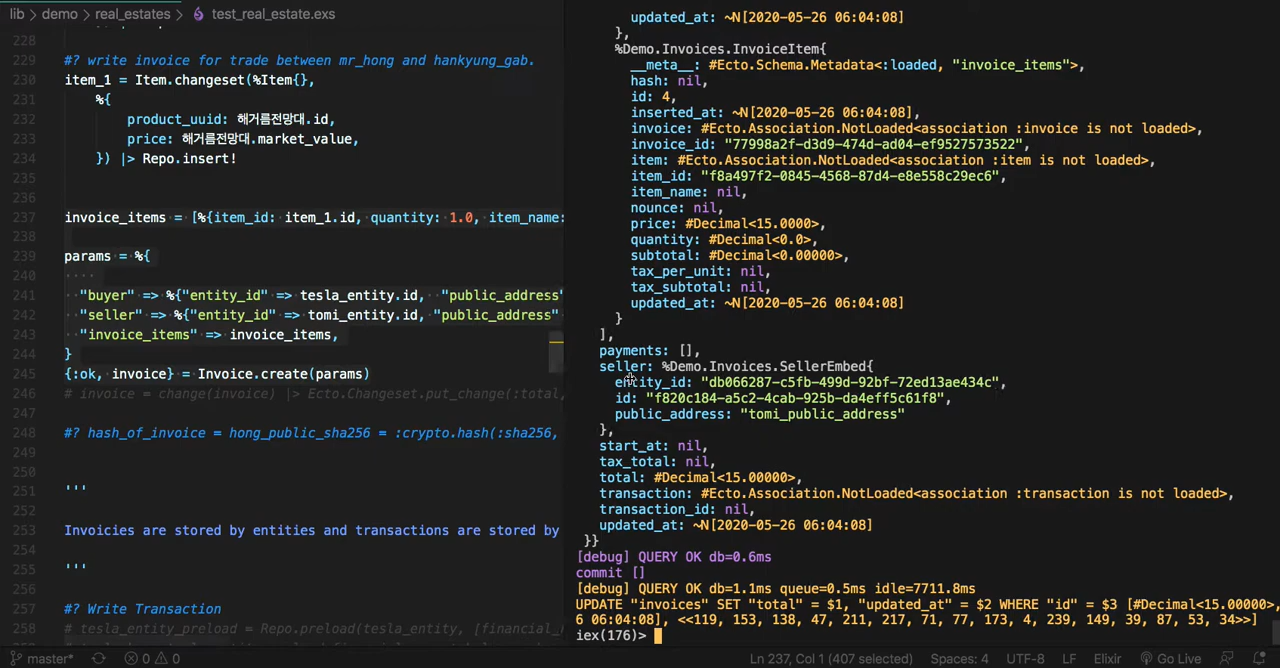 lib > demo > real_estates > test_real_estate.exs
228
229 #? write invoice for trade between mr_hong and hankyung_gab.
230 item_1 = Item.changeset(%Item{},
231 %{
232 product_uuid: 해거름전망대.id,
233 price: 해거름전망대.market_value,
234 }) |> Repo.insert!
235
236
237 invoice_items = [%{item_id: item_1.id, quantity: 1.0, item_name:
238
239 params = %{
240
241 "buyer" => %{"entity_id" => tesla_entity.id, "public_address"
242 "seller" => %{"entity_id" => tomi_entity.id, "public_address"
243 "invoice_items" => invoice_items,
244 }
245 {:ok, invoice} = Invoice.create(params)
246 # invoice = change(invoice) |> Ecto.Changeset.put_change(:total,
247
248 #? hash_of_invoice = hong_public_sha256 = :crypto.hash(:sha256,
249
250
251 '''
252
253 Invoicies are stored by entities and transactions are stored by
254
255 '''
256
257 #? Write Transaction
258 # tesla_entity_preload = Repo.preload(tesla_entity, [financial_
updated_at: ~N[2020-05-26 06:04:08]
},
%Demo.Invoices.InvoiceItem{
__meta__: #Ecto.Schema.Metadata<:loaded, "invoice_items">,
hash: nil,
id: 4,
inserted_at: ~N[2020-05-26 06:04:08],
invoice: #Ecto.Association.NotLoaded<association :invoice is not loaded>,
invoice_id: "77998a2f-d3d9-474d-ad04-ef9527573522",
item: #Ecto.Association.NotLoaded<association :item is not loaded>,
item_id: "f8a497f2-0845-4568-87d4-e8e558c29ec6",
item_name: nil,
nounce: nil,
price: #Decimal<15.0000>,
quantity: #Decimal<0.0>,
subtotal: #Decimal<0.00000>,
tax_per_unit: nil,
tax_subtotal: nil,
updated_at: ~N[2020-05-26 06:04:08]
}
],
payments: [],
seller: %Demo.Invoices.SellerEmbed{
entity_id: "db066287-c5fb-499d-92bf-72ed13ae434c",
id: "f820c184-a5c2-4cab-925b-da4eff5c61f8",
public_address: "tomi_public_address"
},
start_at: nil,
tax_total: nil,
total: #Decimal<15.00000>,
transaction: #Ecto.Association.NotLoaded<association :transaction is not loaded>,
transaction_id: nil,
updated_at: ~N[2020-05-26 06:04:08]
}}
[debug] QUERY OK db=0.6ms
commit []
[debug] QUERY OK db=1.1ms queue=0.5ms idle=7711.8ms
UPDATE "invoices" SET "total" = $1, "updated_at" = $2 WHERE "id" = $3 [#Decimal<15.00000>,
6 06:04:08], <<119, 153, 138, 47, 211, 217, 71, 77, 173, 4, 239, 149, 39, 87, 53, 34>>]
iex(176)>
master* 0 0 Ln 237, Col 1 (407 selected) Spaces: 4 UTF-8 LF Elixir Go Live